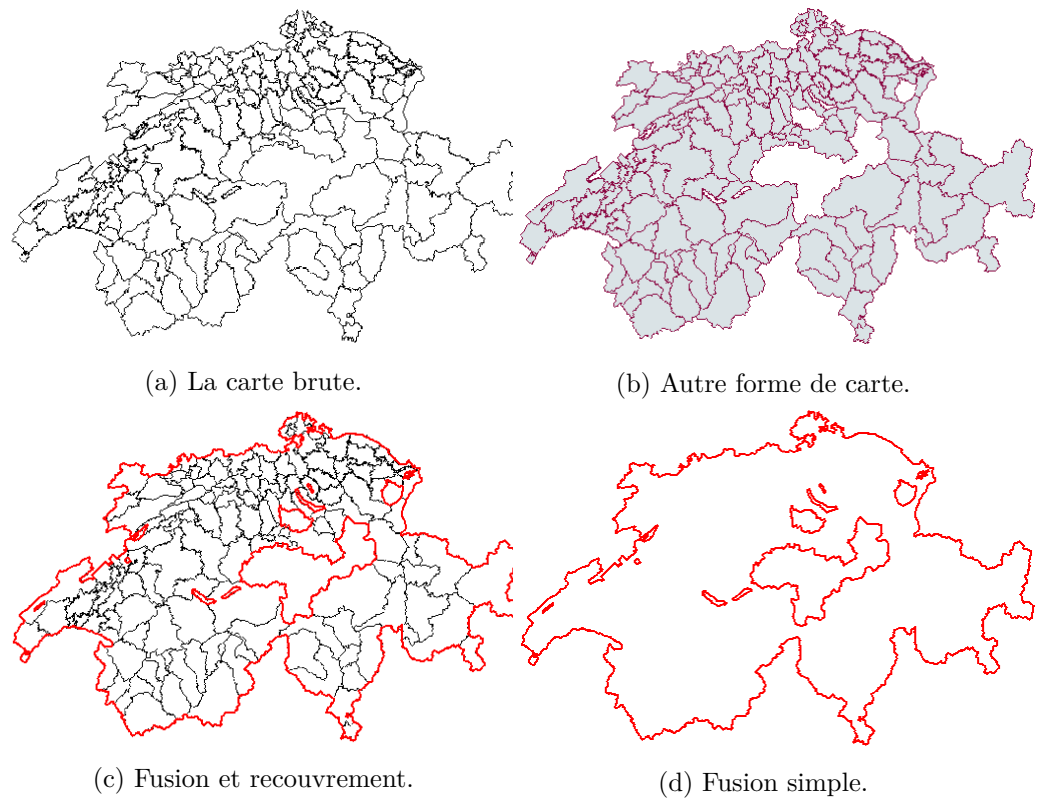 (a) La carte brute.
(b) Autre forme de carte.
(c) Fusion et recouvrement.
(d) Fusion simple.